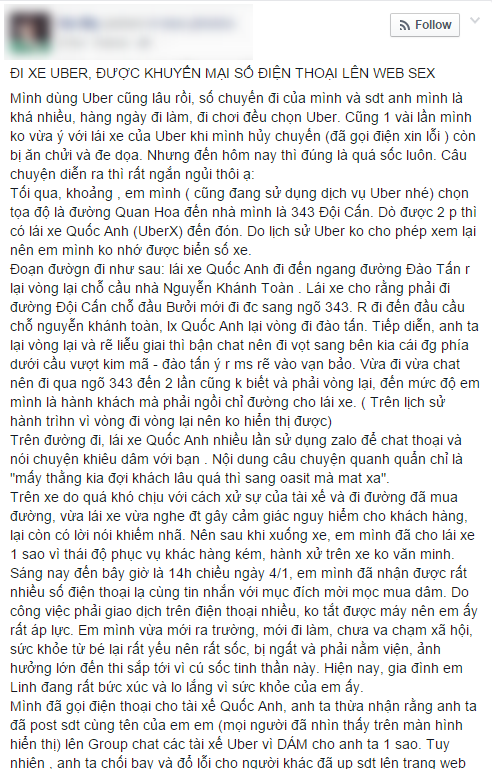 Follow
ĐI XE UBER, ĐƯỢC KHUYẾN MẠI SỐ ĐIỆN THOẠI LÊN WEB SEX
Mình dùng Uber cũng lâu rồi, số chuyến đi của mình và sdt anh mình là
khá nhiều, hàng ngày đi làm, đi chơi đều chọn Uber. Cũng 1 vài lần mình
ko vừa ý với lái xe của Uber khi mình hủy chuyến (đã gọi điện xin lỗi ) còn
bị ăn chửi và đe dọa. Nhưng đến hôm nay thì đúng là quá sốc luôn. Câu
chuyện diễn ra thì rất ngắn ngủi thôi ạ:
Tối qua, khoảng , em mình ( cũng đang sử dụng dịch vụ Uber nhé) chọn
tọa độ là đường Quan Hoa đến nhà mình là 343 Đội Cấn. Dò được 2 p thì
có lái xe Quốc Anh (UberX) đến đón. Do lịch sử Uber ko cho phép xem lại
nên em mình ko nhớ được biển số xe.
Đoạn đườgn đi như sau: lái xe Quốc Anh đi đến ngang đường Đào Tấn r
lại vòng lại chỗ cầu nhà Nguyễn Khánh Toàn . Lái xe cho rằng phải đi
đường Đội Cấn chỗ đầu Bưởi mới đi đc sang ngõ 343. R đi đến đầu cầu
chỗ nguyễn khánh toàn, lx Quốc Anh lại vòng đi đào tấn. Tiếp diễn, anh ta
lại vòng lại và rẽ liễu giai thì bận chat nên đi vọt sang bên kia cái đg phía
dưới cầu vượt kim mã - đào tấn ý r ms rẽ vào vạn bảo. Vừa đi vừa chat
nên đi qua ngõ 343 đến 2 lần cũng k biết và phải vòng lại, đến mức độ em
mình là hành khách mà phải ngồi chỉ đường cho lái xe. ( Trên lịch sử
hành trìhn vì vòng đi vòng lại nên ko hiển thị được)
Trên đường đi, lái xe Quốc Anh nhiều lần sử dụng zalo để chat thoại và
nói chuyện khiêu dâm với bạn . Nội dung câu chuyện quanh quẩn chỉ là
"mấy thằng kia đợi khách lâu quá thì sang oasit mà mat xa".
Trên xe do quá khó chịu với cách xử sự của tài xế và đi đường đã mua
đường, vừa lái xe vừa nghe đt gây cảm giác nguy hiểm cho khách hàng,
lại còn có lời nói khiếm nhã. Nên sau khi xuống xe, em mình đã cho lái xe
1 sao vì thái độ phục vụ khác hàng kém, hành xử trên xe ko văn minh.
Sáng nay đến bây giờ là 14h chiều ngày 4/1, em mình đã nhận được rất
nhiều số điện thoại lạ cùng tin nhắn với mục đích mời mọc mua dâm. Do
công việc phải giao dịch trên điện thoại nhiều, ko tắt được máy nên em ấy
rất áp lực. Em mình vừa mới ra trường, mới đi làm, chưa va chạm xã hội,
sức khỏe từ bé lại rất yếu nên rất sốc, bị ngất và phải nằm viện, ảnh
hưởng lớn đến thi sắp tới vì cú sốc tinh thần này. Hiện nay, gia đình em
Linh đang rất bức xúc và lo lắng vì sức khỏe của em ấy.
Mình đã gọi điện thoại cho tài xế Quốc Anh, anh ta thừa nhận rằng anh ta
đã post sdt cùng tên của em em (mọi người đã nhìn thấy trên màn hình
hiển thị) lên Group chat các tài xế Uber vì DÁM cho anh ta 1 sao. Tuy
nhiên , anh ta chối bay và đổ lỗi cho người khác đã up sdt lên trang web